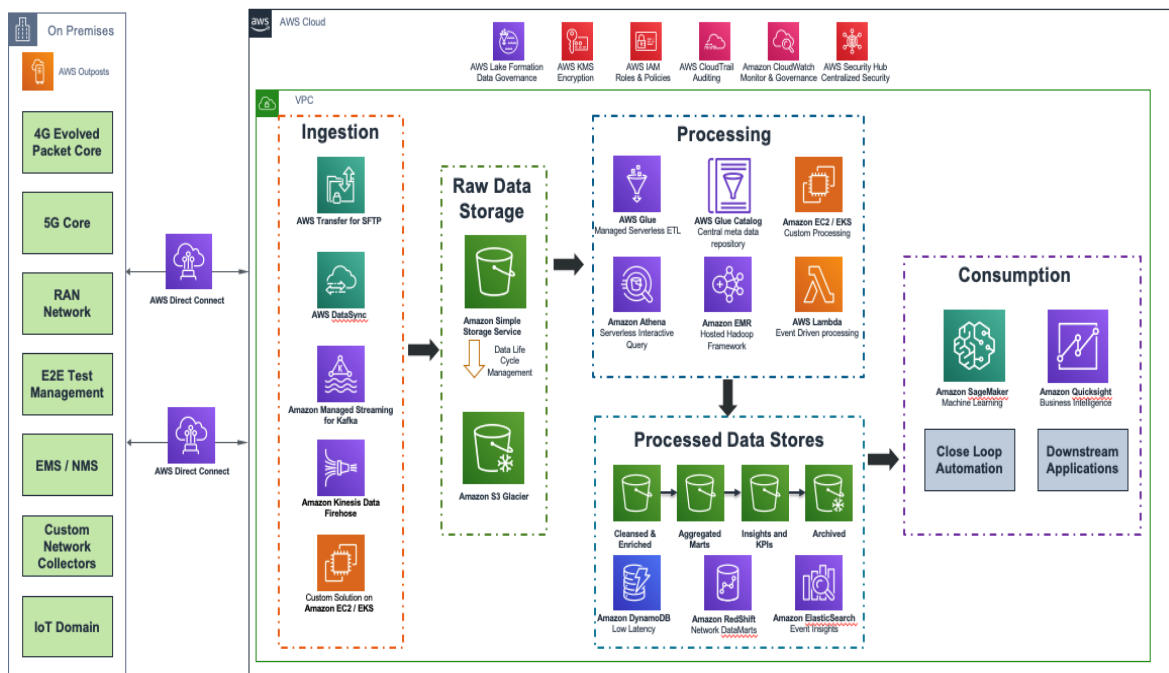 On Premises
AWS Outposts
4G Evolved
Packet Core
5G Core
RAN
Network
E2E Test
Management
EMS / NMS
Custom
Network
Collectors
IoT Domain
AWS Direct Connect
AWS Direct Connect
aws
AWS Cloud
AWS Lake Formation
Data Governance
AWS KMS
Encryption
AWS IAM
Roles & Policies
AWS CloudTrail
Auditing
Amazon CloudWatch
Monitor & Governance
AWS Security Hub
Centralized Security
VPC
Ingestion
AWS Transfer for SFTP
AWS DataSync
K
Amazon Managed Streaming
for Kafka
Amazon Kinesis Data
Firehose
Custom Solution on
Amazon EC2 / EKS
Raw Data
Storage
Amazon Simple
Storage Service
Data Life
Cycle
Management
Amazon S3 Glacier
Processing
AWS Glue
Managed Serverless ETL
AWS Glue Catalog
Central meta data
repository
Amazon EC2 / EKS
Custom Processing
Amazon Athena
Serverless Interactive
Query
Amazon EMR
Hosted Hadoop
Framework
AWS Lambda
Event Driven processing
Processed Data Stores
Cleansed &
Enriched
Aggregated
Marts
Insights and
KPIs
Archived
Amazon DynamoDB
Low Latency
Amazon RedShift
Network DataMarts
Amazon ElasticSearch
Event Insights
Consumption
Amazon SageMaker
Machine Learning
Amazon Quicksight
Business Intelligence
Close Loop
Automation
Downstream
Applications